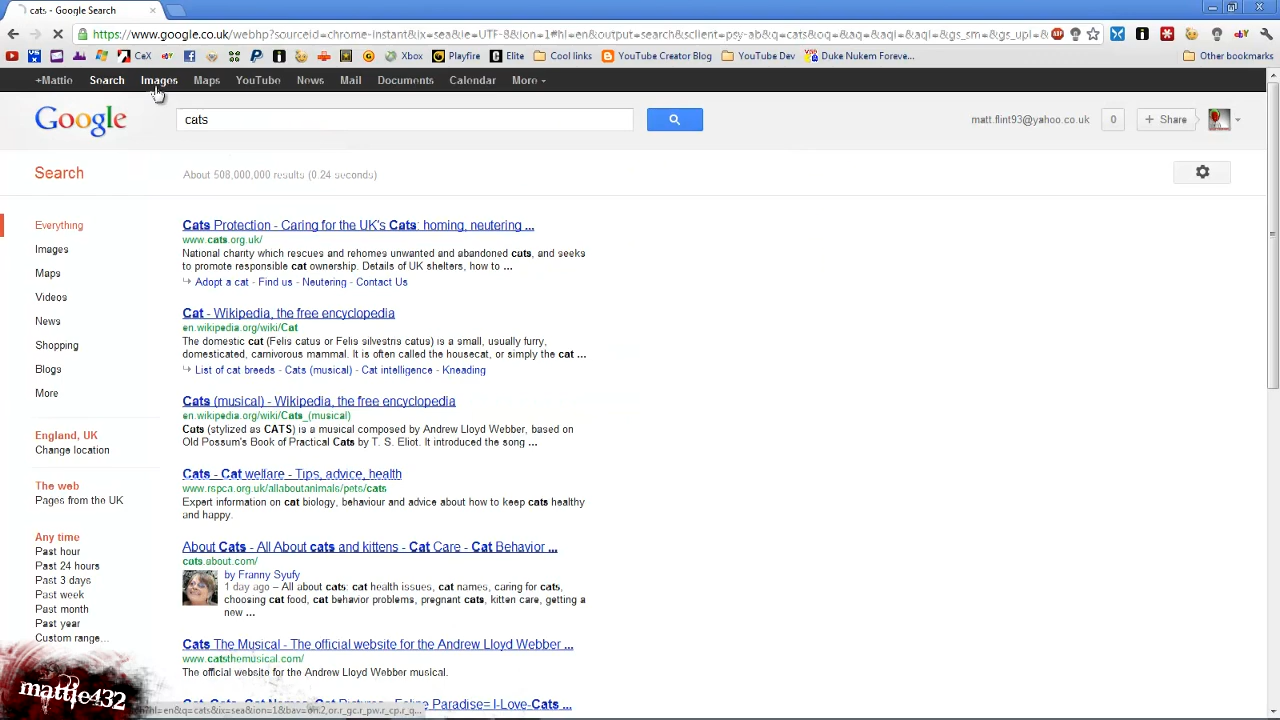 cats - Google Search
https://www.google.co.uk/webhp?sourceid=chrome-instant&ix=sea&ie=UTF-8&ion=1#hl=en&output=search&sclient=psy-ab&q=cats&oq=&aq=&aqi=&aql=&gs_sm=&gs_upl=&
CeX
Xbox
Playfire
Elite
Cool links
YouTube Creator Blog
YouTube Dev
Duke Nukem Foreve...
Other bookmarks
+Mattie Search Images Maps YouTube News Mail Documents Calendar More
Google
cats
matt.flint93@yahoo.co.uk 0 + Share
Search
About 508,000,000 results (0.24 seconds)
Everything
Images
Maps
Videos
News
Shopping
Blogs
More
England, UK
Change location
The web
Pages from the UK
Any time
Past hour
Past 24 hours
Past 3 days
Past week
Past month
Past year
Custom range...
Cats Protection - Caring for the UK's Cats: homing, neutering ...
www.cats.org.uk/
National charity which rescues and rehomes unwanted and abandoned cats, and seeks
to promote responsible cat ownership. Details of UK shelters, how to ...
Adopt a cat - Find us - Neutering - Contact Us
Cat - Wikipedia, the free encyclopedia
en.wikipedia.org/wiki/Cat
The domestic cat (Felis catus or Felis silvestris catus) is a small, usually furry,
domesticated, carnivorous mammal. It is often called the housecat, or simply the cat ...
List of cat breeds - Cats (musical) - Cat intelligence - Kneading
Cats (musical) - Wikipedia, the free encyclopedia
en.wikipedia.org/wiki/Cats_(musical)
Cats (stylized as CATS) is a musical composed by Andrew Lloyd Webber, based on
Old Possum's Book of Practical Cats by T. S. Eliot. It introduced the song ...
Cats - Cat welfare - Tips, advice, health
www.rspca.org.uk/allaboutanimals/pets/cats
Expert information on cat biology, behaviour and advice about how to keep cats healthy
and happy.
About Cats - All About cats and kittens - Cat Care - Cat Behavior ...
cats.about.com/
by Franny Syufy
1 day ago – All about cats: cat health issues, cat names, caring for cats,
choosing cat food, cat behavior problems, pregnant cats, kitten care, getting a
new ...
Cats The Musical - The official website for the Andrew Lloyd Webber ...
www.catsthemusical.com/
The official website for the Andrew Lloyd Webber musical.
Cats, Cat Names, Cat Pictures - Feline Paradise= I-Love-Cats ...
mattie432